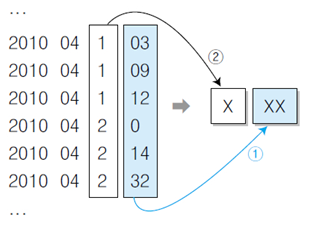 ...
2010 04 1 03
2010 04 1 09
2010 04 1 12
2010 04 2 0
2010 04 2 14
2010 04 2 32
...
②
X XX
①